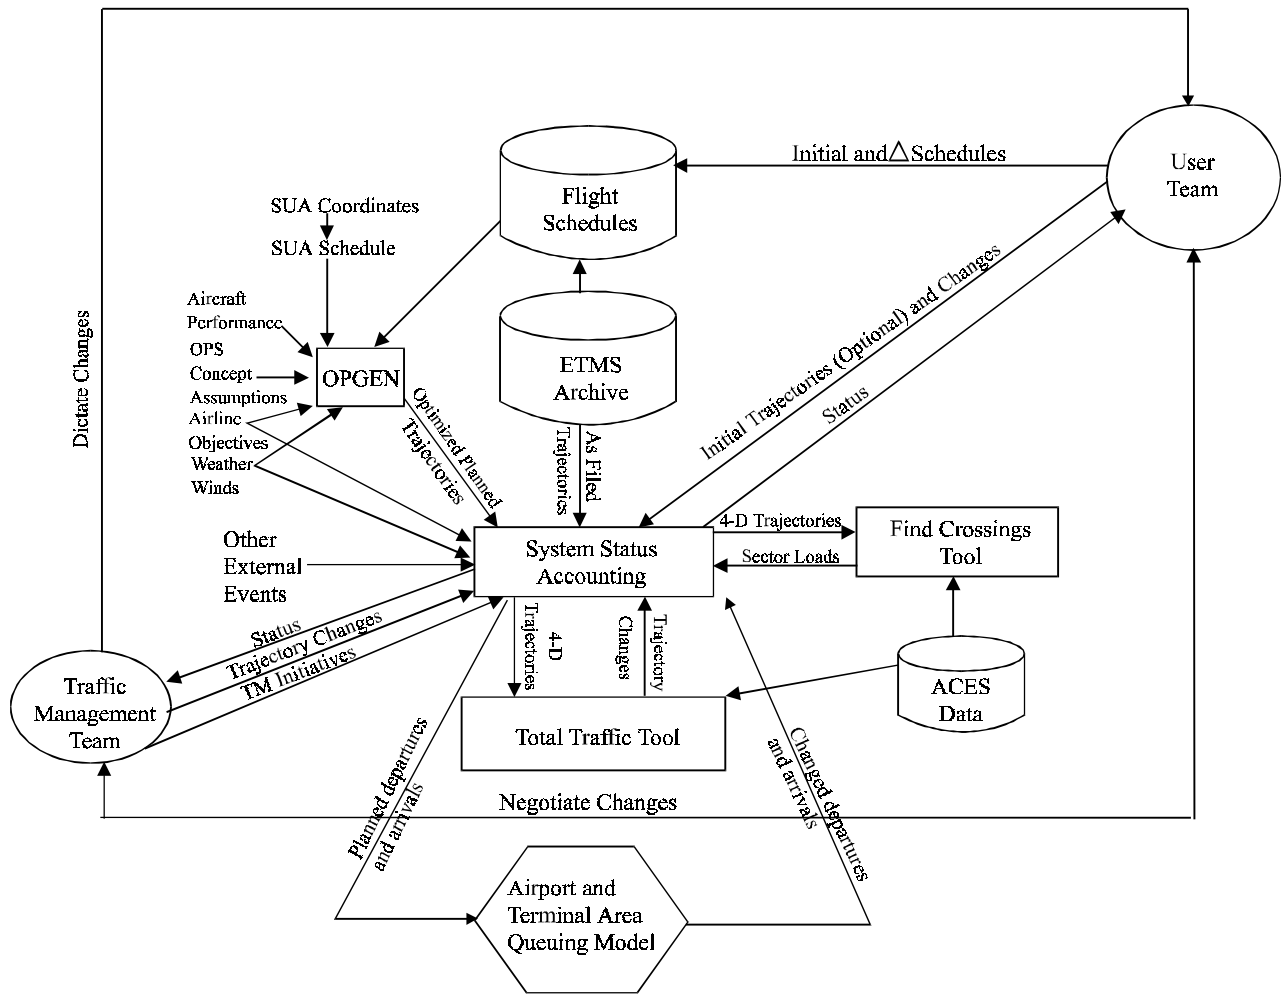 Initial and △ Schedules
User
Team
Flight
Schedules
SUA Coordinates
SUA Schedule
Aircraft
Performance
OPS
Concept
Assumptions
Airline
Objectives
Weather
Winds
OPGEN
ETMS
Archive
Dictate Changes
Optimized Planned
Trajectories
As Filed
Trajectories
Initial Trajectories (Optional) and Changes
Status
4-D Trajectories
Sector Loads
Find Crossings
Tool
System Status
Accounting
Other
External
Events
Status
Trajectory Changes
TM Initiatives
4-D
Trajectories
Trajectory
Changes
Traffic
Management
Team
ACES
Data
Total Traffic Tool
Planned departures
and arrivals
Changed departures
and arrivals
Negotiate Changes
Airport and
Terminal Area
Queuing Model